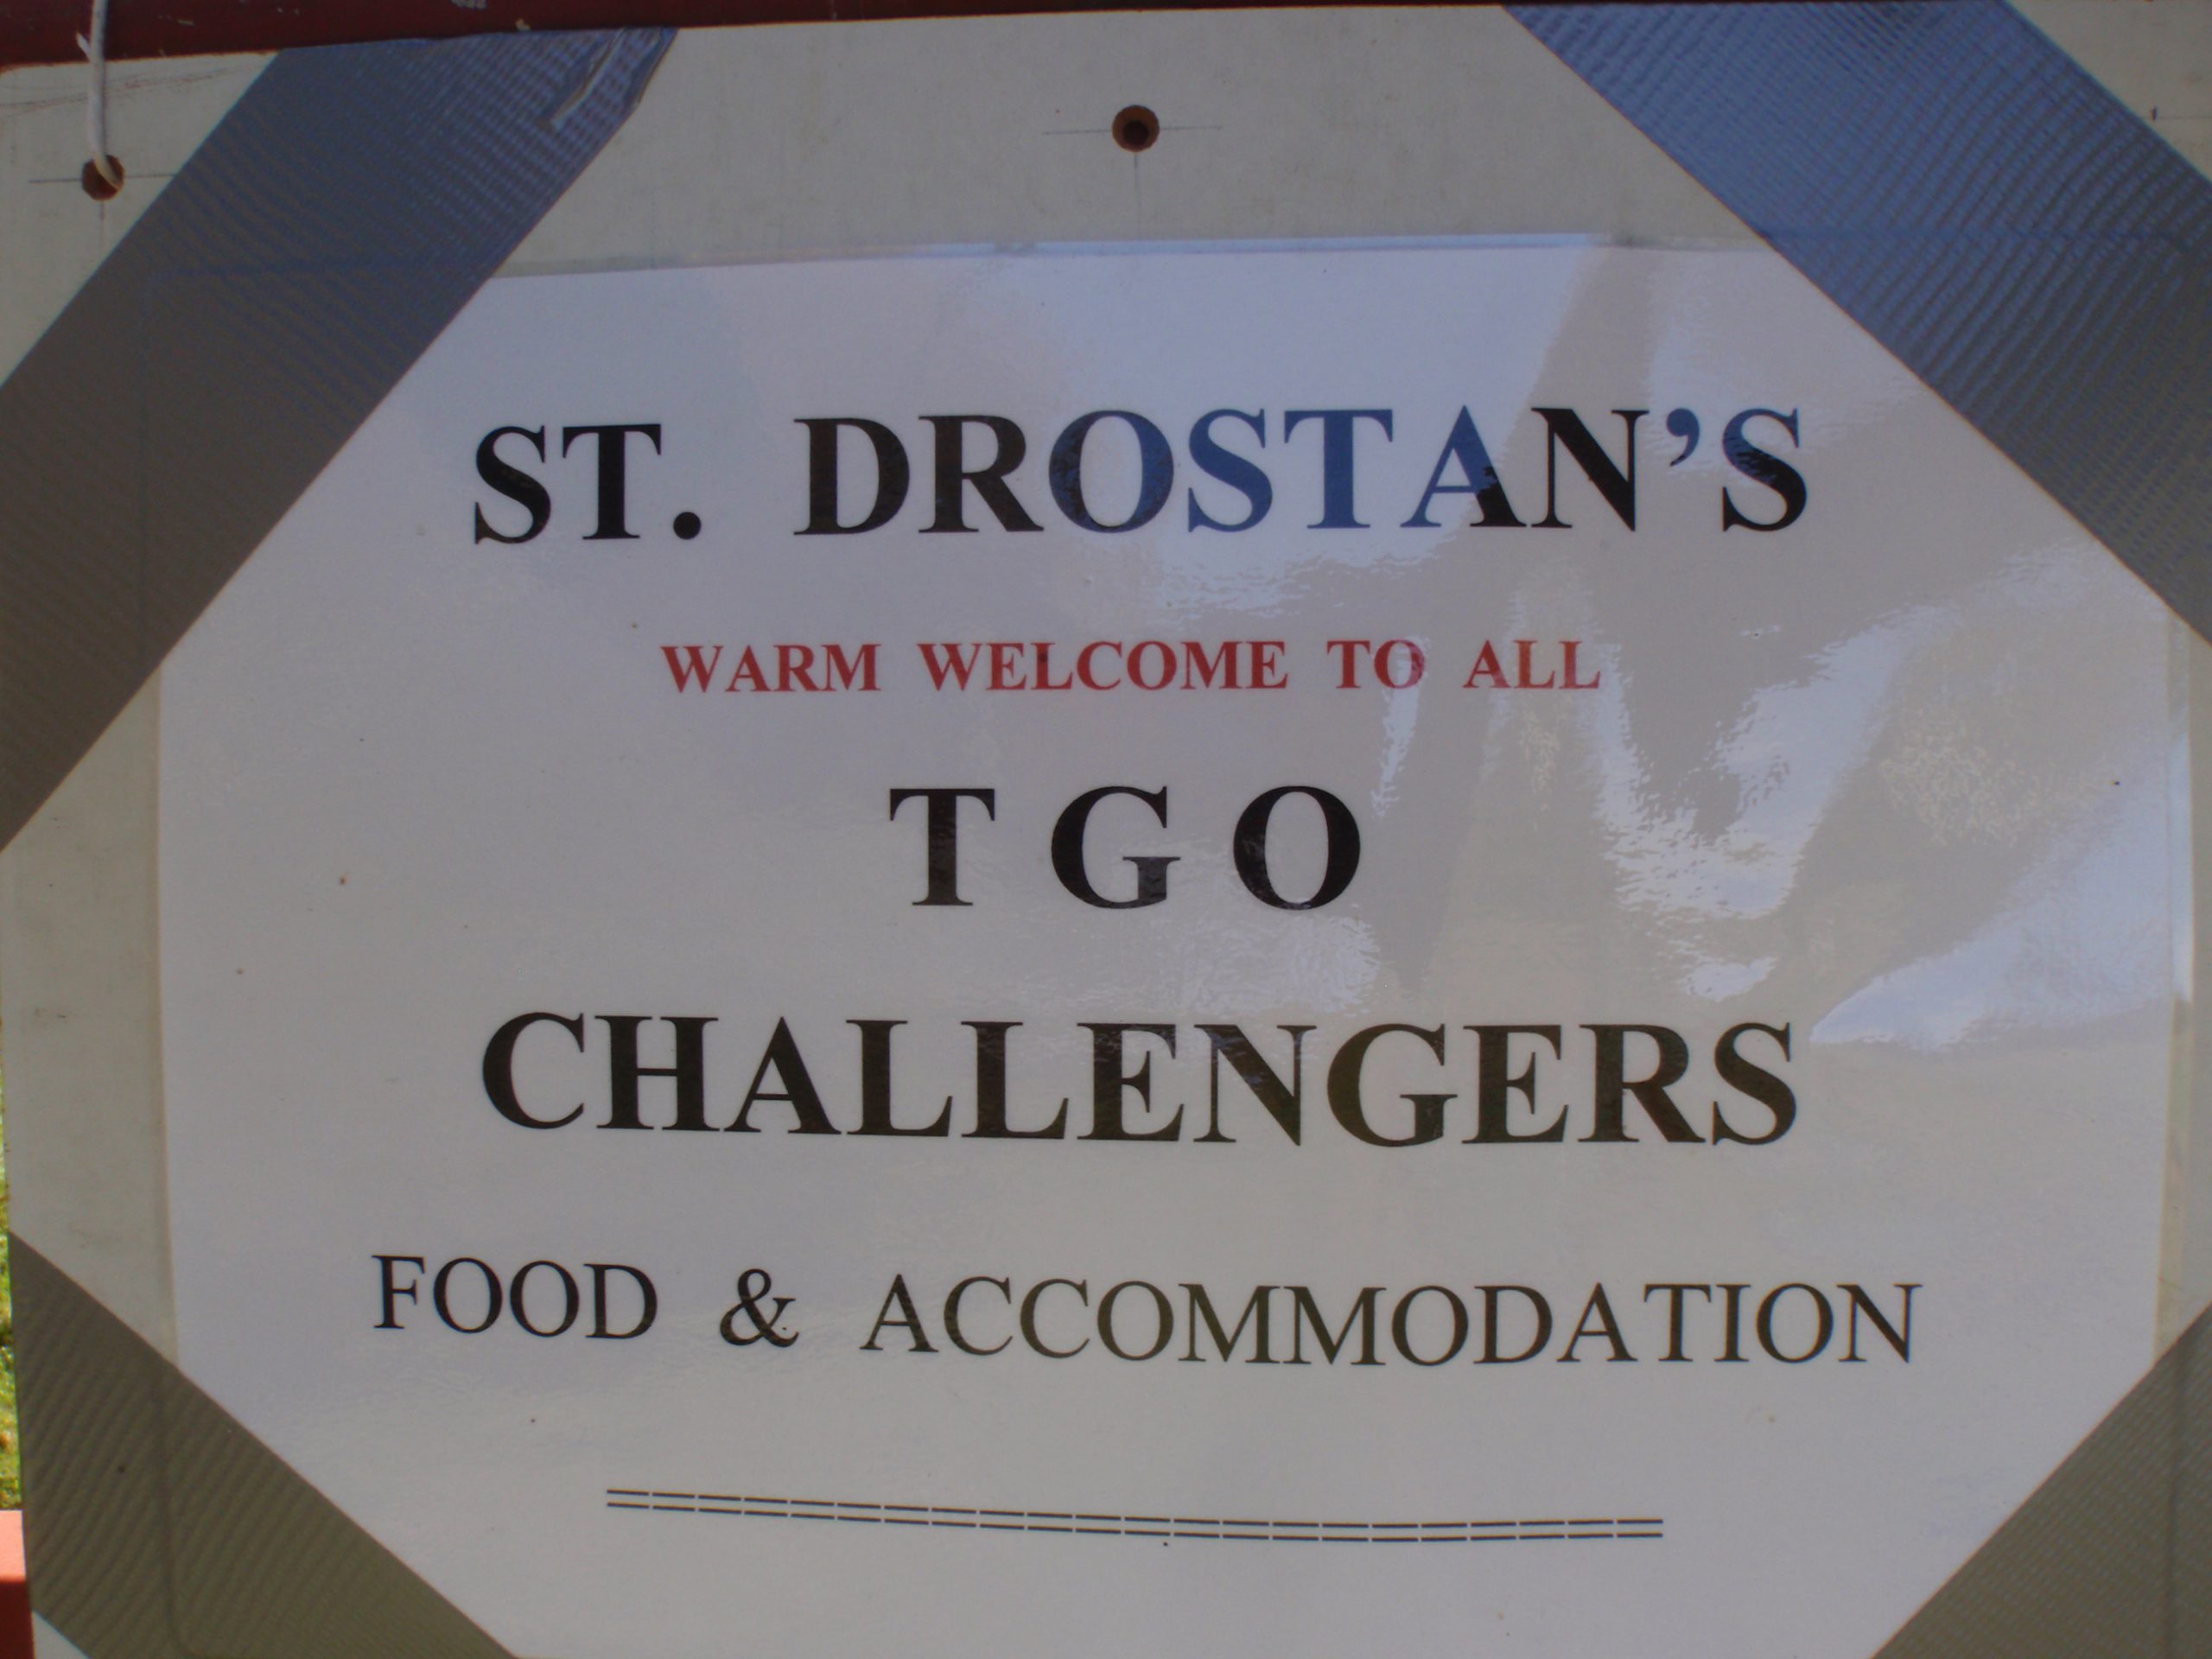 ST. DROSTAN'S
WARM WELCOME TO ALL
T G O
CHALLENGERS
FOOD & ACCOMMODATION